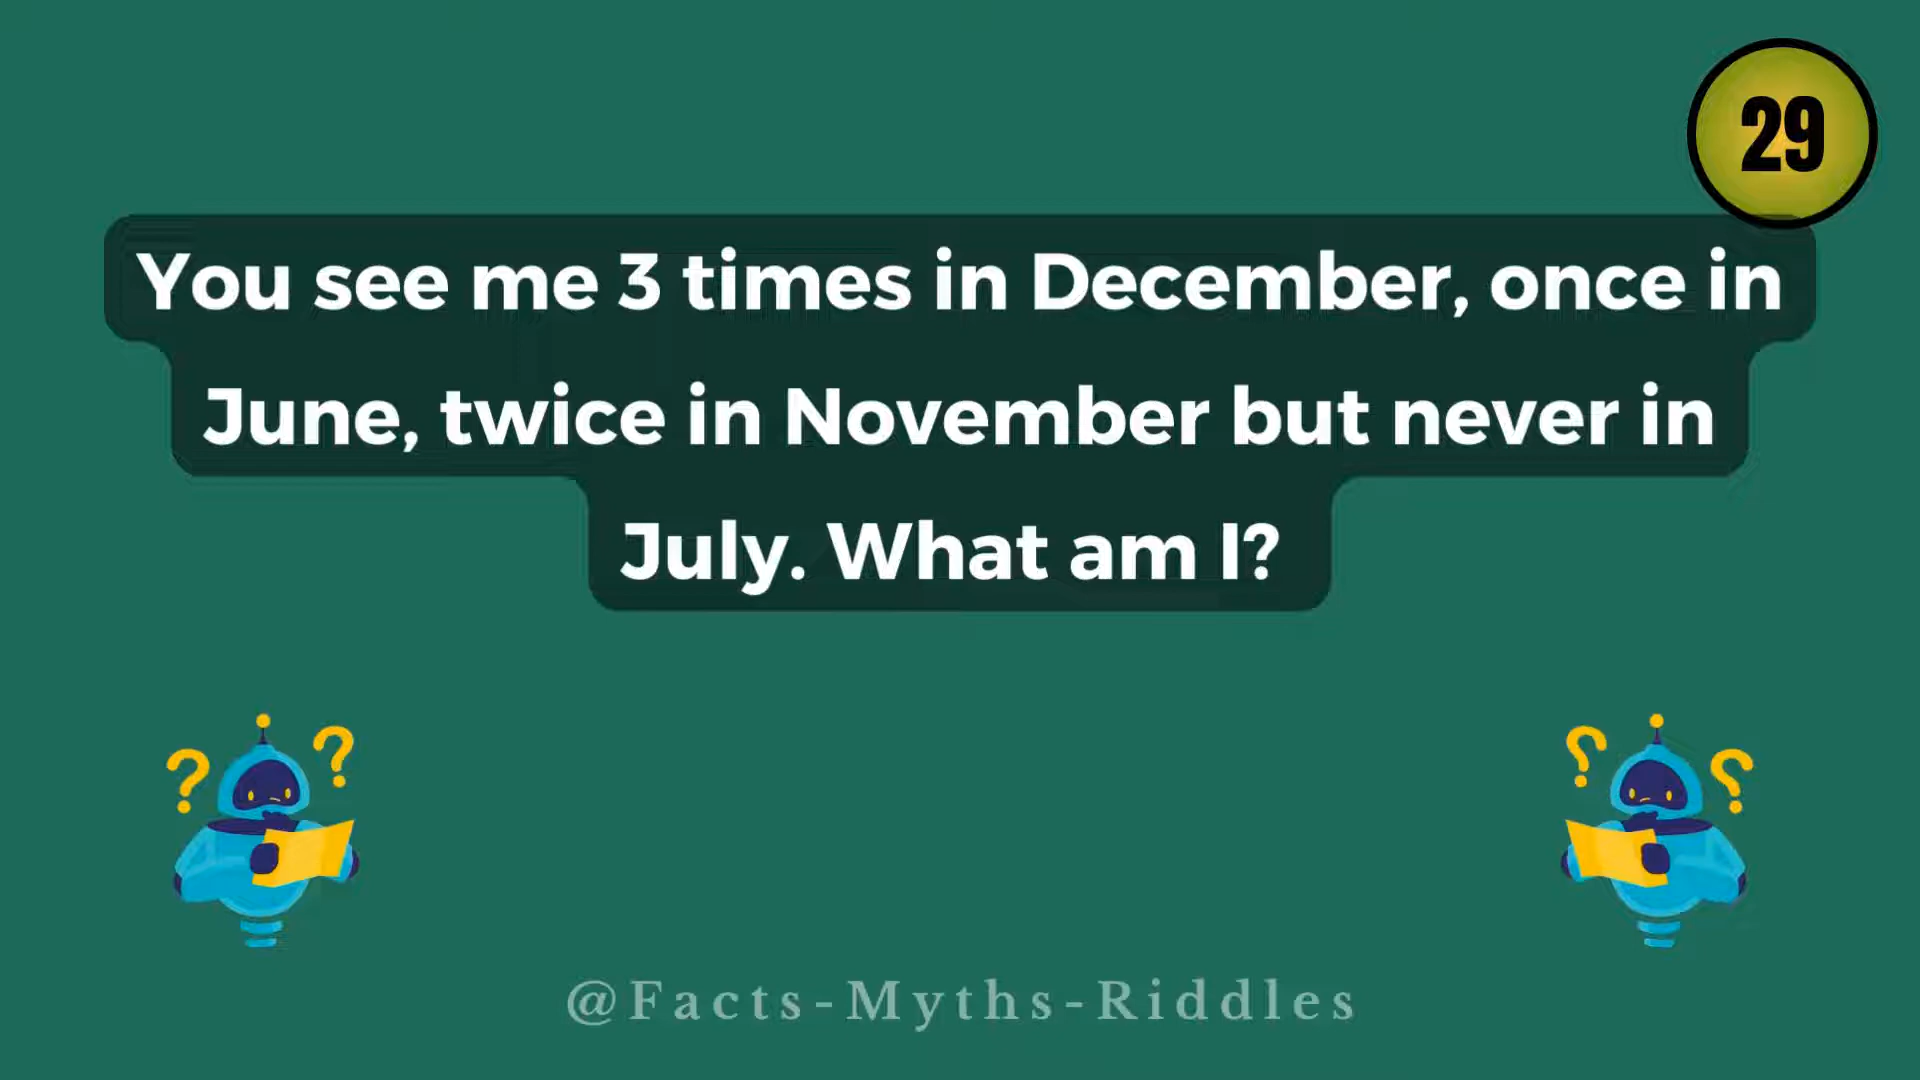 29
You see me 3 times in December, once in
June, twice in November but never in
July. What am I?
@Facts-Myths-Riddles